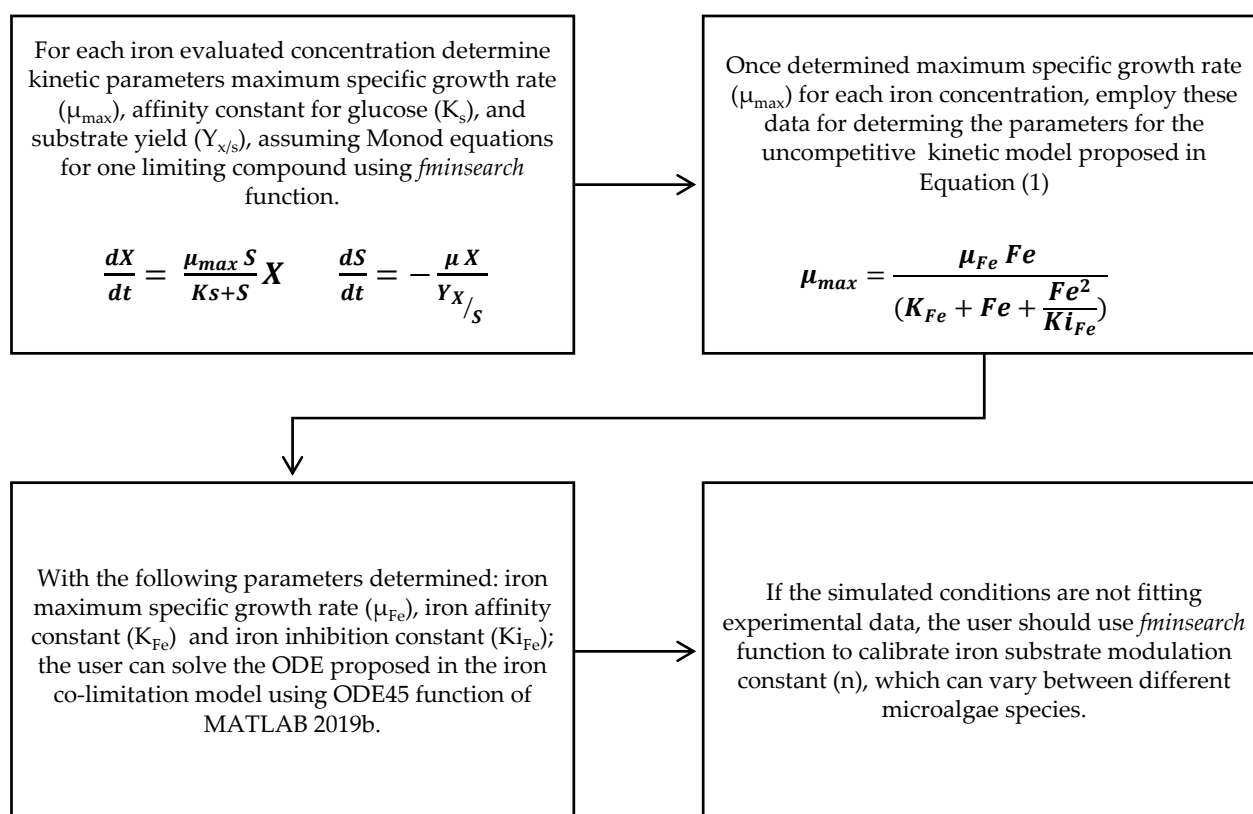 For each iron evaluated concentration determine
kinetic parameters maximum specific growth rate
(μmax), affinity constant for glucose (Ks), and
substrate yield (Yx/s), assuming Monod equations
for one limiting compound using fminsearch
function.
dX/dt = μmax S/Ks+S X dS/dt = − μ X/YX/S
Once determined maximum specific growth rate
(μmax) for each iron concentration, employ these
data for determing the parameters for the
uncompetitive kinetic model proposed in
Equation (1)
μmax = μFe Fe/(KFe + Fe + Fe²/KiFe)
With the following parameters determined: iron
maximum specific growth rate (μFe), iron affinity
constant (KFe) and iron inhibition constant (KiFe);
the user can solve the ODE proposed in the iron
co-limitation model using ODE45 function of
MATLAB 2019b.
If the simulated conditions are not fitting
experimental data, the user should use fminsearch
function to calibrate iron substrate modulation
constant (n), which can vary between different
microalgae species.